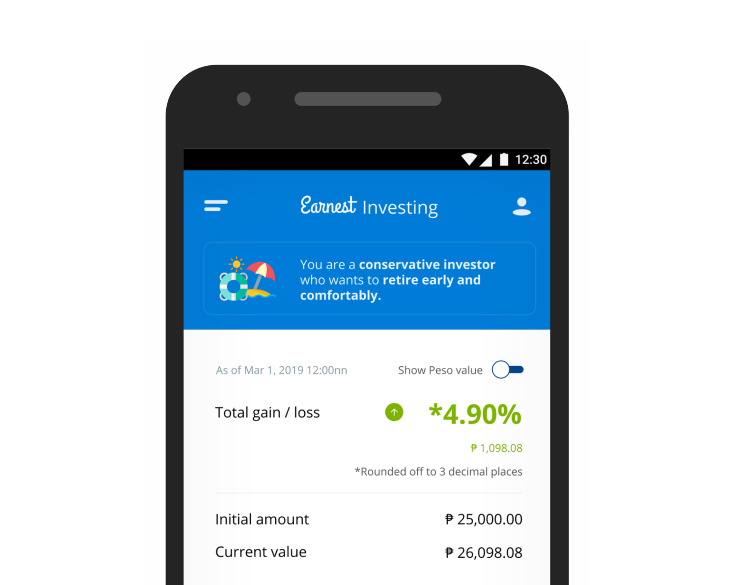 12:30
Earnest Investing
You are a conservative investor
who wants to retire early and
comfortably.
As of Mar 1, 2019 12:00nn
Show Peso value
Total gain / loss
*4.90%
₱ 1,098.08
*Rounded off to 3 decimal places
Initial amount
₱ 25,000.00
Current value
₱ 26,098.08